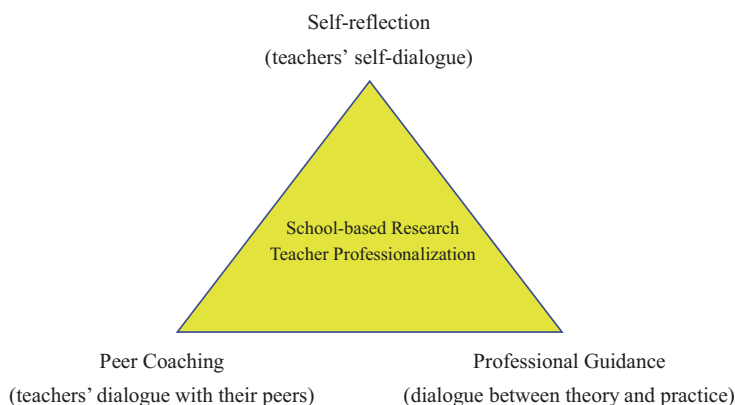 Self-reflection
(teachers’ self-dialogue)
School-based Research
Teacher Professionalization
Peer Coaching
(teachers’ dialogue with their peers)
Professional Guidance
(dialogue between theory and practice)